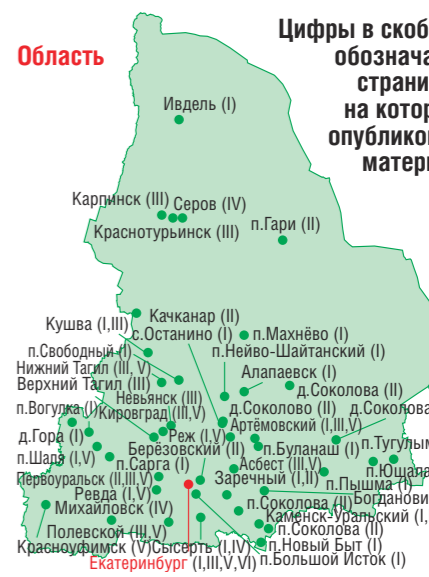 Область
Цифры в скоб
обознача
страни
на котор
опубликов
матери
Ивдель (I)
Карпинск (III)
Серов (IV)
Краснотурьинск (III)
п.Гари (II)
Качканар (II)
Кушва (I,III)
с.Останино (I)
п.Махнёво (I)
п.Свободный (I)
п.Нейво-Шайтанский (I)
Нижний Тагил (III, V)
Алапаевск (I)
Верхний Тагил (III)
д.Соколова (II)
Невьянск (III)
п.Вогулка (I)
Кировград (III,V)
д.Соколово (II)
д.Соколова
Артёмовский (I,III,V)
д.Гора (I)
Реж (I,V)
п.Буланаш (I)
п.Тугулым
Берёзовский (II)
п.Шаля (I,V)
п.Сарга (I)
Асбест (III,V)
п.Ющала
Первоуральск (II,III,V)
Заречный (I,II)
п.Пышма (I)
Ревда (I,V)
Богданови
п.Соколова (II)
Михайловск (IV)
Каменск-Уральский (I,
Полевской (III,V)
п.Соколова (II)
Красноуфимск (V)
Сысерть (I,IV)
п.Новый Быт (I)
Екатеринбург (I,III,V,VI)
п.Большой Исток (I)